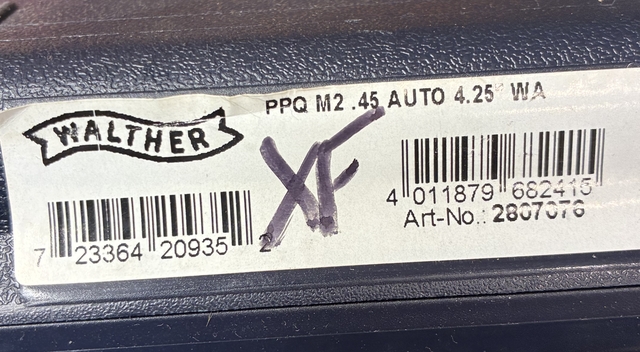 PPQ M2 .45 AUTO 4.25" WA
WALTHER
XF
7 23364 20935 2
4 011879 682415
Art-No.: 2807076